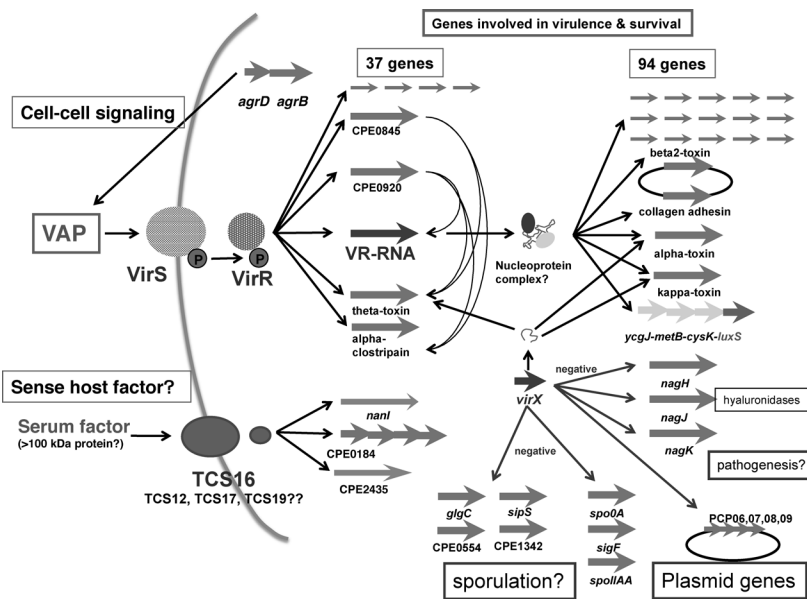 Genes involved in virulence & survival
37 genes
94 genes
agrD agrB
Cell-cell signaling
CPE0845
beta2-toxin
CPE0920
collagen adhesin
VAP
VirS
P
P
VirR
VR-RNA
Nucleoprotein
complex?
alpha-toxin
kappa-toxin
theta-toxin
alpha-
clostripain
ycgJ-metB-cysK-luxS
Sense host factor?
negative
virX
nagH
hyaluronidases
nagJ
nagK
nanI
Serum factor
(>100 kDa protein?)
CPE0184
TCS16
TCS12, TCS17, TCS19??
CPE2435
negative
pathogenesis?
glgC
sipS
spo0A
PCP06,07,08,09
CPE0554
CPE1342
sigF
spoIIAA
sporulation?
Plasmid genes